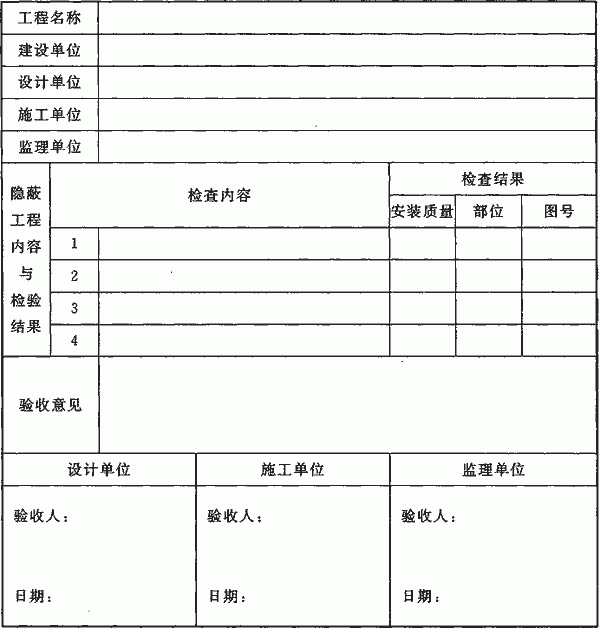 工程名称
建设单位
设计单位
施工单位
监理单位
隐蔽
工程
内容
与
检验
结果
检查内容
检查结果
安装质量 部位 图号
1
2
3
4
验收意见
设计单位 施工单位 监理单位
验收人： 验收人： 验收人：
日期： 日期： 日期：